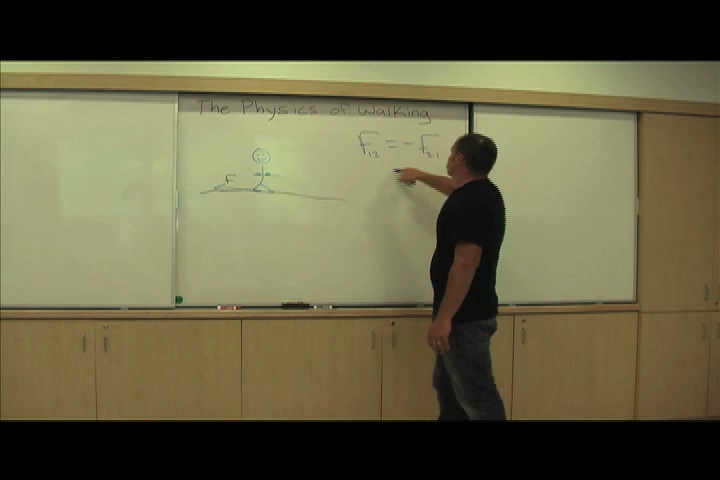 The Physics of Walking
F₁₂ = -F₂₁
F